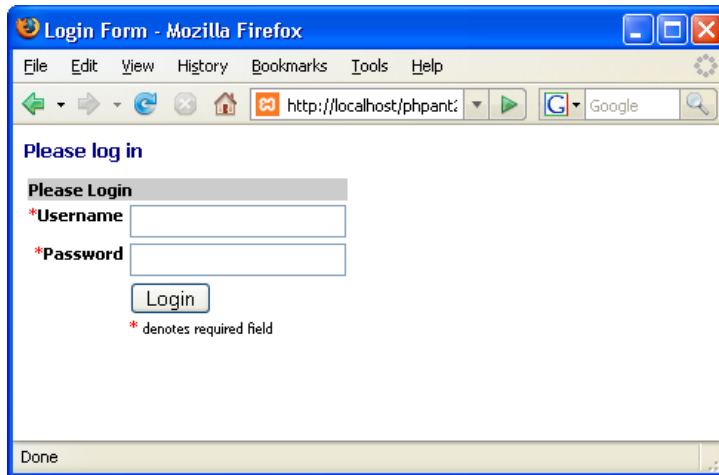 Login Form - Mozilla Firefox
File Edit View History Bookmarks Tools Help
http://localhost/phpant2 G Google
Please log in
Please Login
*Username
*Password
Login
* denotes required field
Done